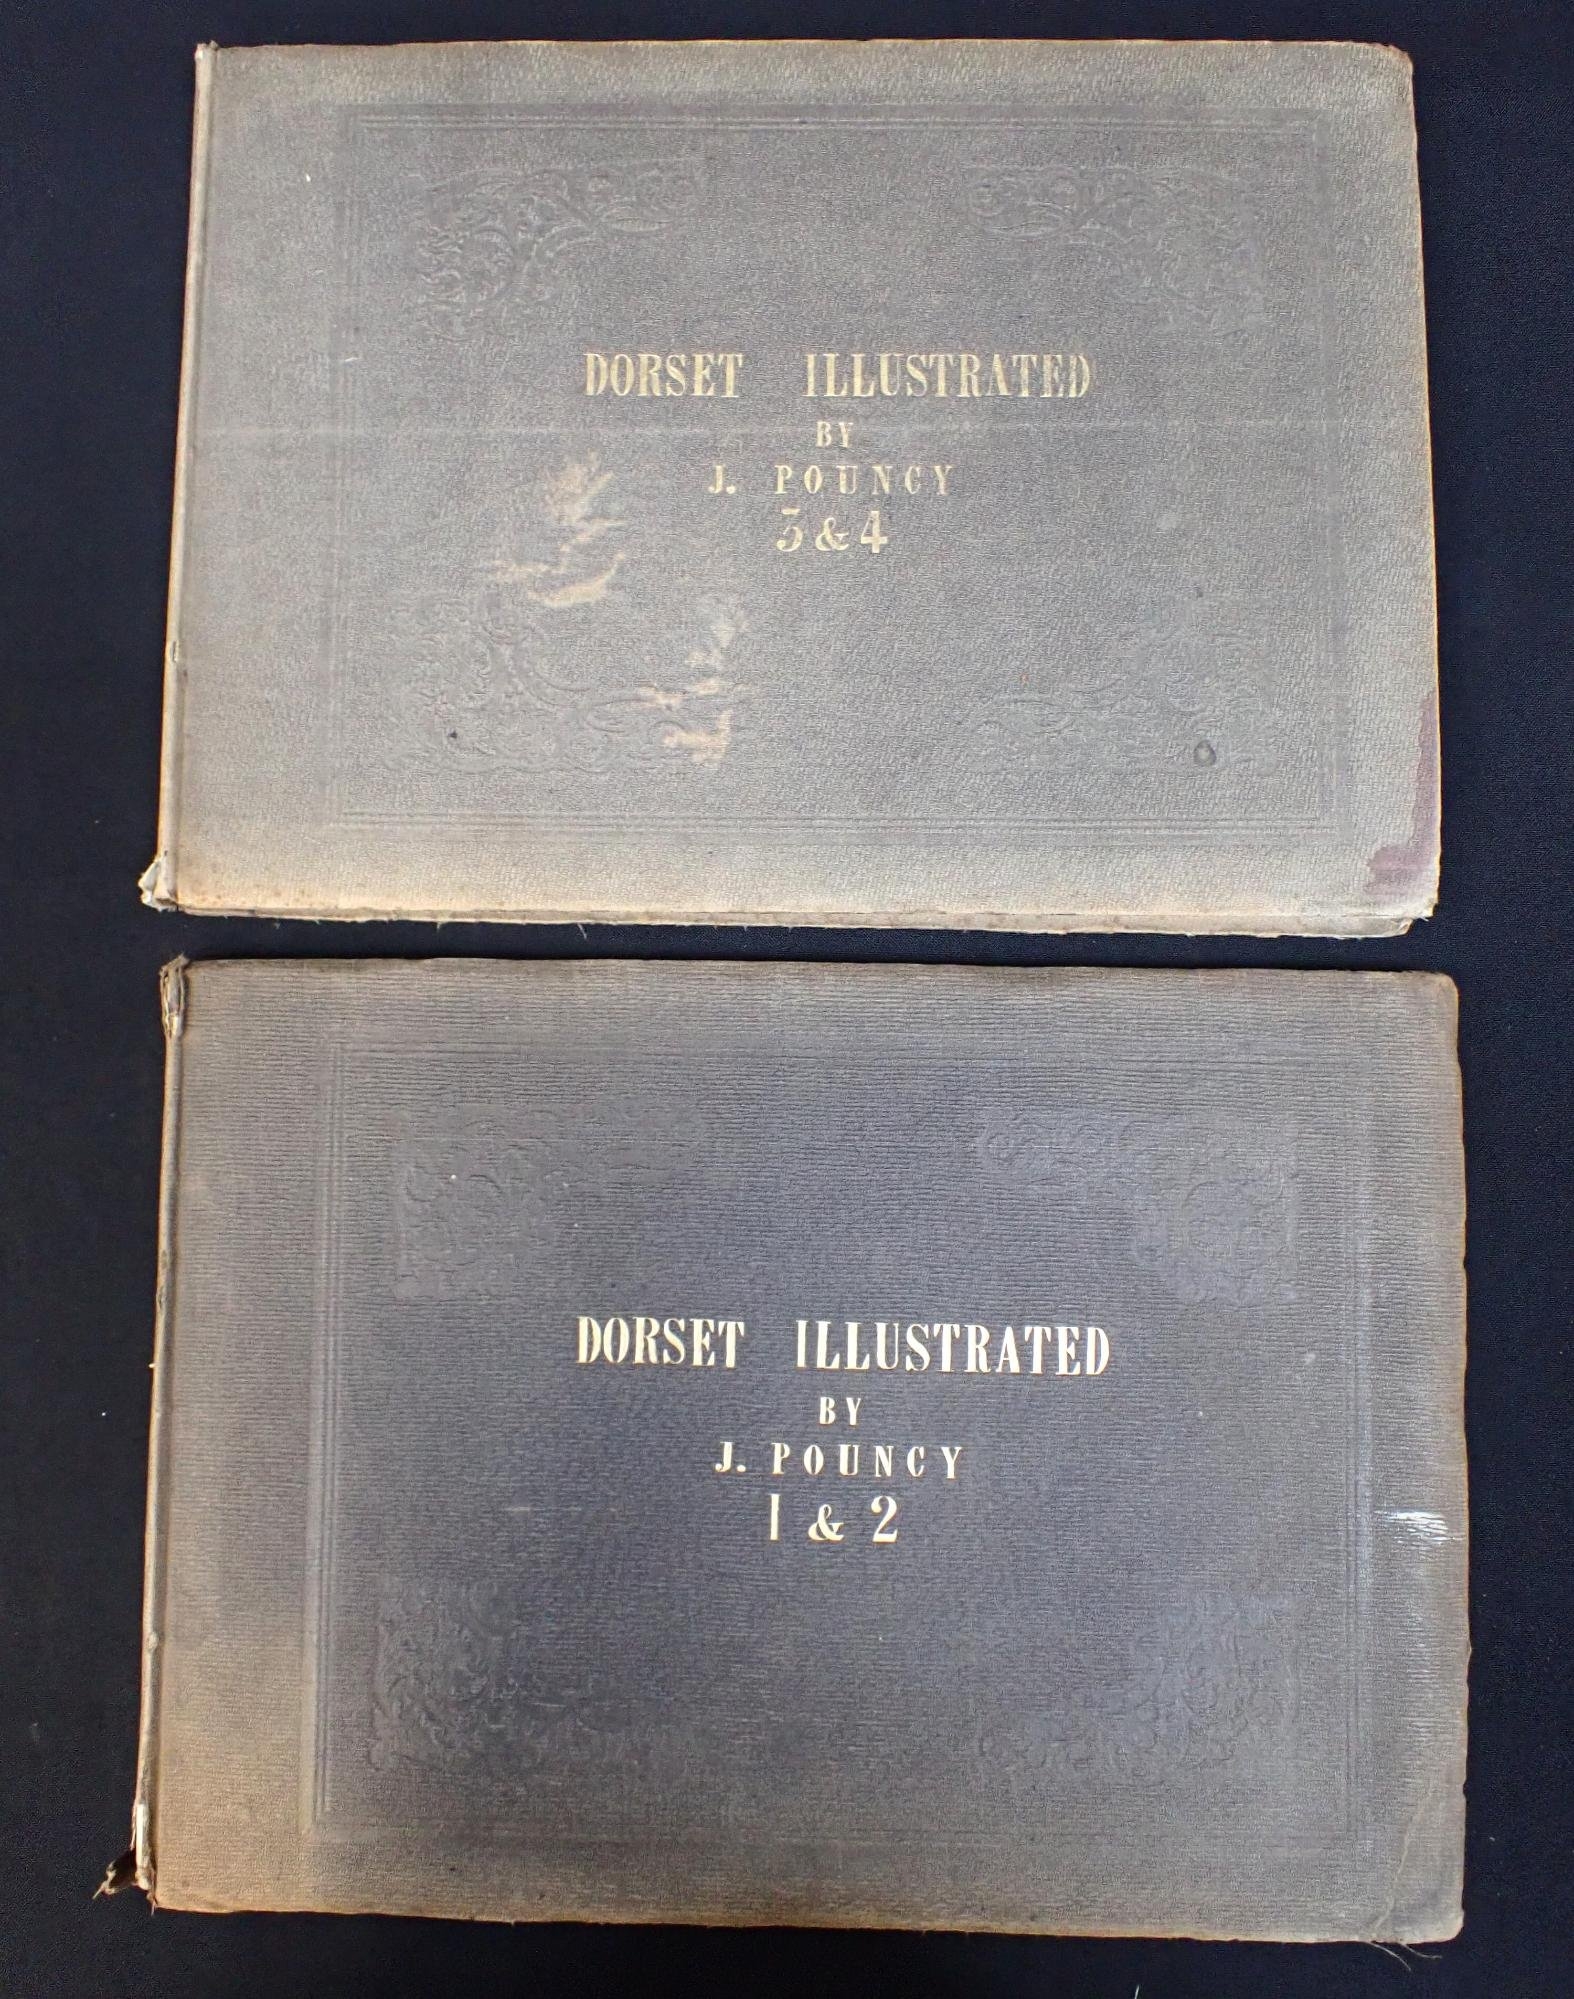 DORSET ILLUSTRATED
BY
J. POUNCY
3 & 4
DORSET ILLUSTRATED
BY
J. POUNCY
1 & 2